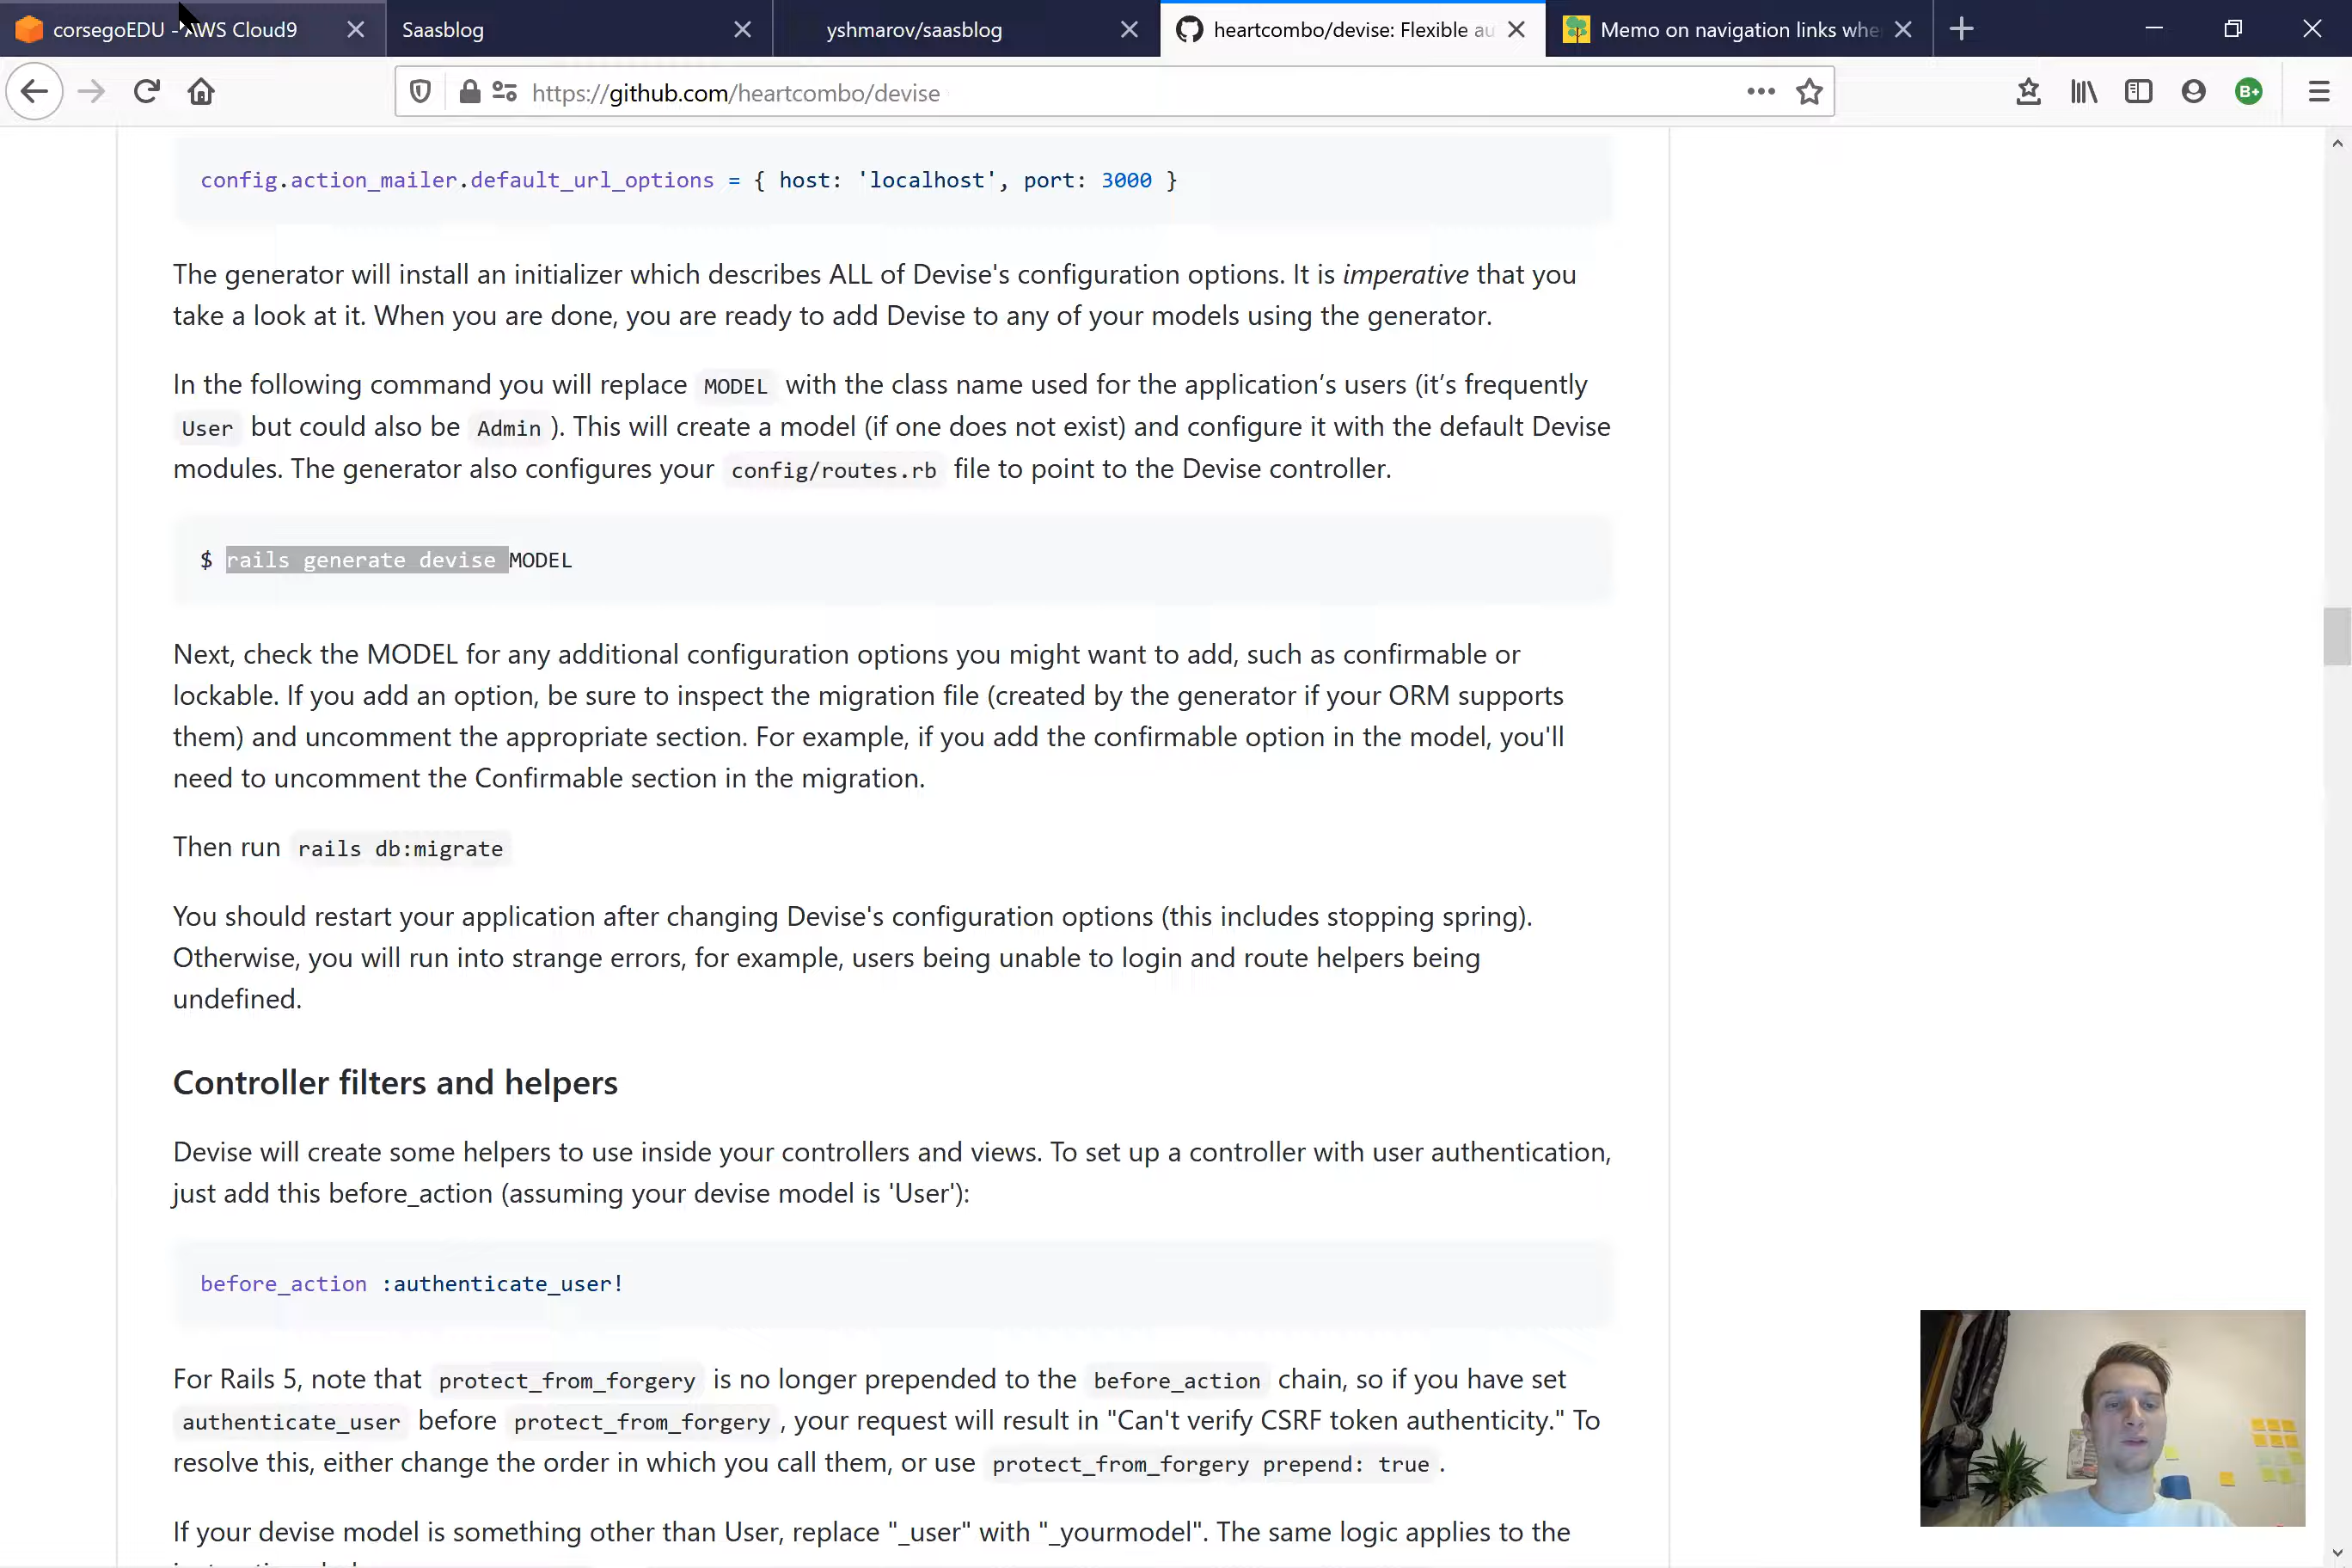 corsegoEDU - AWS Cloud9
Saasblog
yshmarov/saasblog
heartcombo/devise: Flexible au
Memo on navigation links whe
https://github.com/heartcombo/devise
B+
config.action_mailer.default_url_options = { host: 'localhost', port: 3000 }
The generator will install an initializer which describes ALL of Devise's configuration options. It is imperative that you
take a look at it. When you are done, you are ready to add Devise to any of your models using the generator.
In the following command you will replace MODEL with the class name used for the application’s users (it’s frequently
User but could also be Admin ). This will create a model (if one does not exist) and configure it with the default Devise
modules. The generator also configures your config/routes.rb file to point to the Devise controller.
$ rails generate devise MODEL
Next, check the MODEL for any additional configuration options you might want to add, such as confirmable or
lockable. If you add an option, be sure to inspect the migration file (created by the generator if your ORM supports
them) and uncomment the appropriate section. For example, if you add the confirmable option in the model, you'll
need to uncomment the Confirmable section in the migration.
Then run rails db:migrate
You should restart your application after changing Devise's configuration options (this includes stopping spring).
Otherwise, you will run into strange errors, for example, users being unable to login and route helpers being
undefined.
Controller filters and helpers
Devise will create some helpers to use inside your controllers and views. To set up a controller with user authentication,
just add this before_action (assuming your devise model is 'User'):
before_action :authenticate_user!
For Rails 5, note that protect_from_forgery is no longer prepended to the before_action chain, so if you have set
authenticate_user before protect_from_forgery , your request will result in "Can't verify CSRF token authenticity." To
resolve this, either change the order in which you call them, or use protect_from_forgery prepend: true .
If your devise model is something other than User, replace "_user" with "_yourmodel". The same logic applies to the